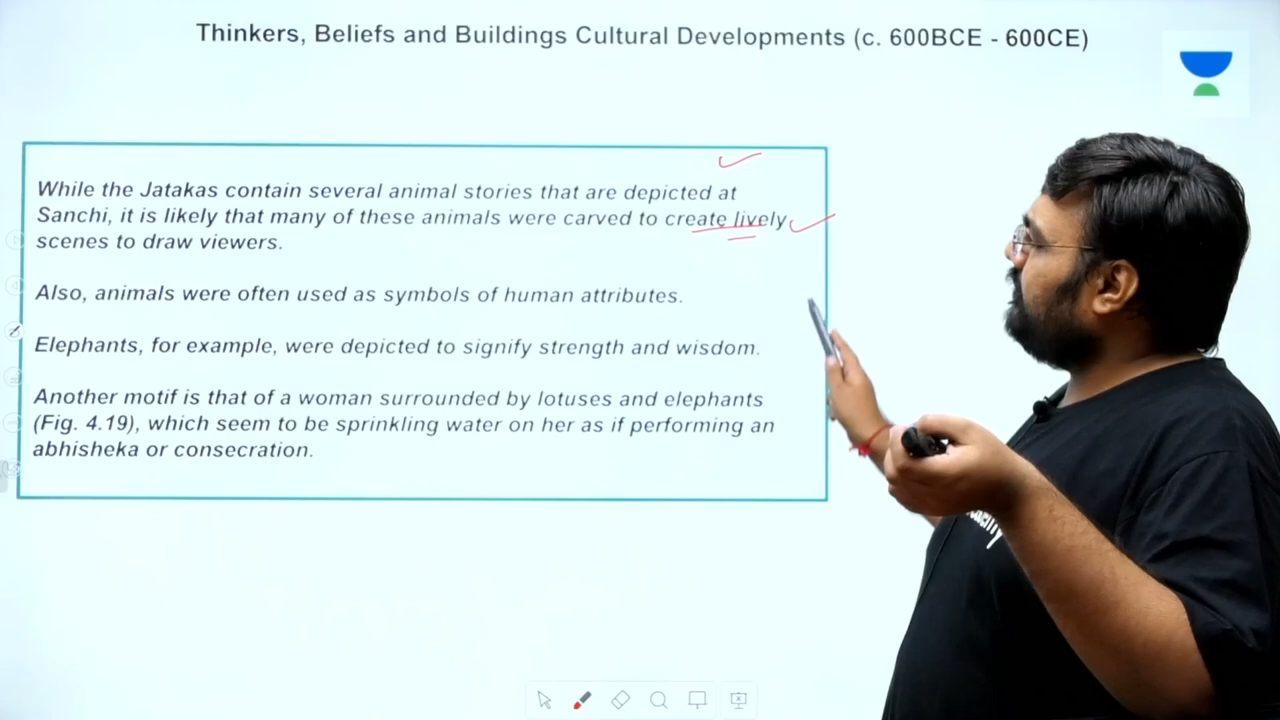 Thinkers, Beliefs and Buildings Cultural Developments (c. 600BCE - 600CE)
While the Jatakas contain several animal stories that are depicted at
Sanchi, it is likely that many of these animals were carved to create lively
scenes to draw viewers.
Also, animals were often used as symbols of human attributes.
Elephants, for example, were depicted to signify strength and wisdom.
Another motif is that of a woman surrounded by lotuses and elephants
(Fig. 4.19), which seem to be sprinkling water on her as if performing an
abhisheka or consecration.